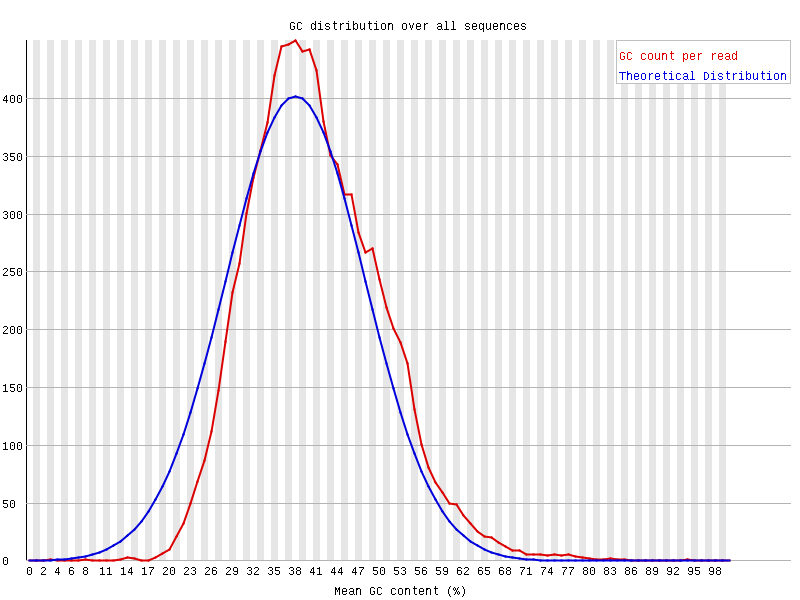 GC distribution over all sequences
GC count per read
Theoretical Distribution
400
350
300
250
200
150
100
50
0
0 2 4 6 8 11 14 17 20 23 26 29 32 35 38 41 44 47 50 53 56 59 62 65 68 71 74 77 80 83 86 89 92 95 98
Mean GC content (%)